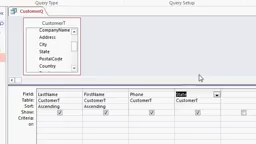 Query Type
Query Setup
CustomerQ
CustomerT
CompanyName
Address
City
State
PostalCode
Country
Field: LastName FirstName Phone State
Table: CustomerT CustomerT CustomerT CustomerT
Sort: Ascending Ascending
Show:
Criteria:
or: